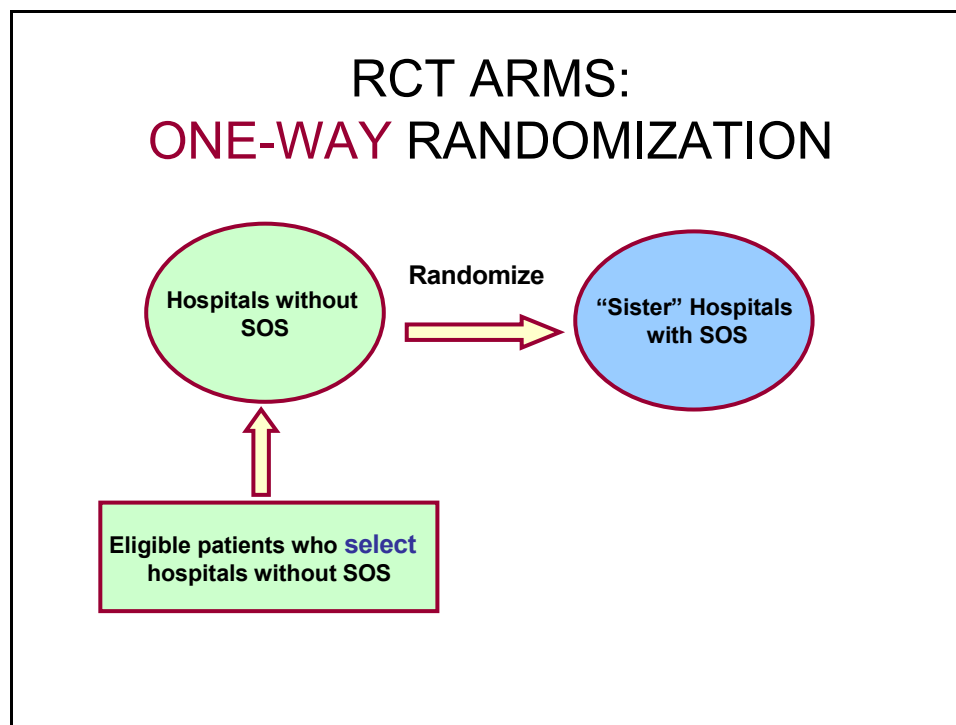 RCT ARMS:
ONE-WAY RANDOMIZATION
Hospitals without
SOS
Randomize
“Sister” Hospitals
with SOS
Eligible patients who select
hospitals without SOS